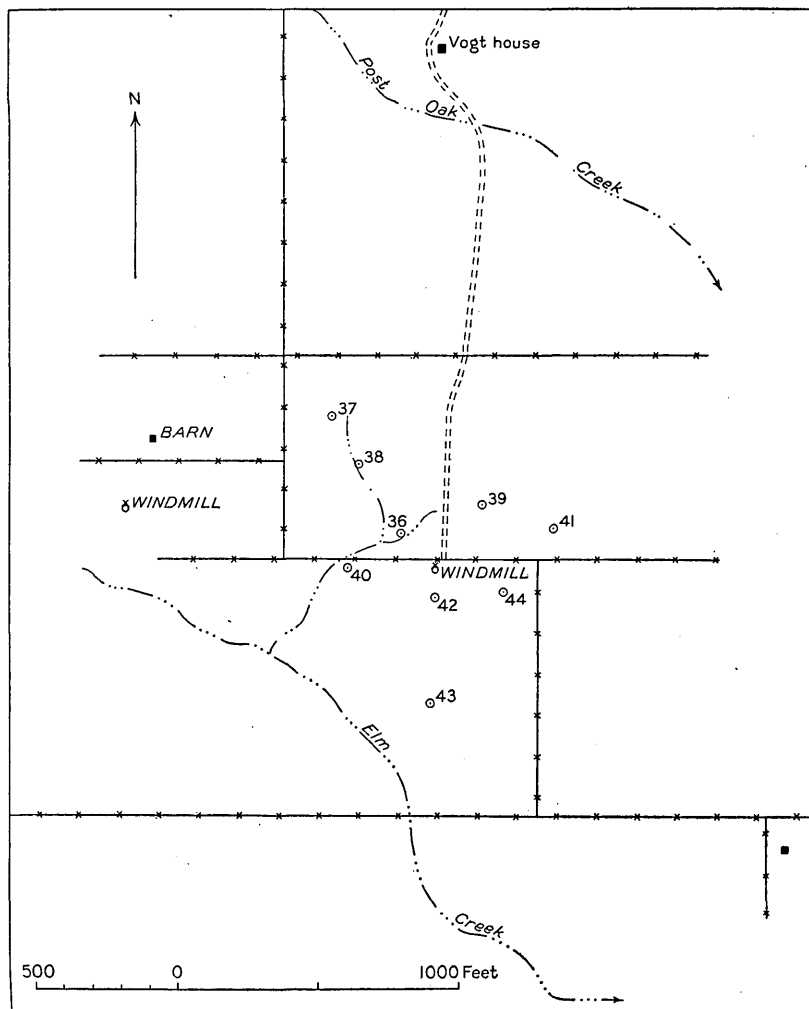 Vogt house
Post Oak Creek
N
37
BARN
38
WINDMILL
39
36
41
40
WINDMILL
42
44
43
Elm Creek
500 0 1000 Feet